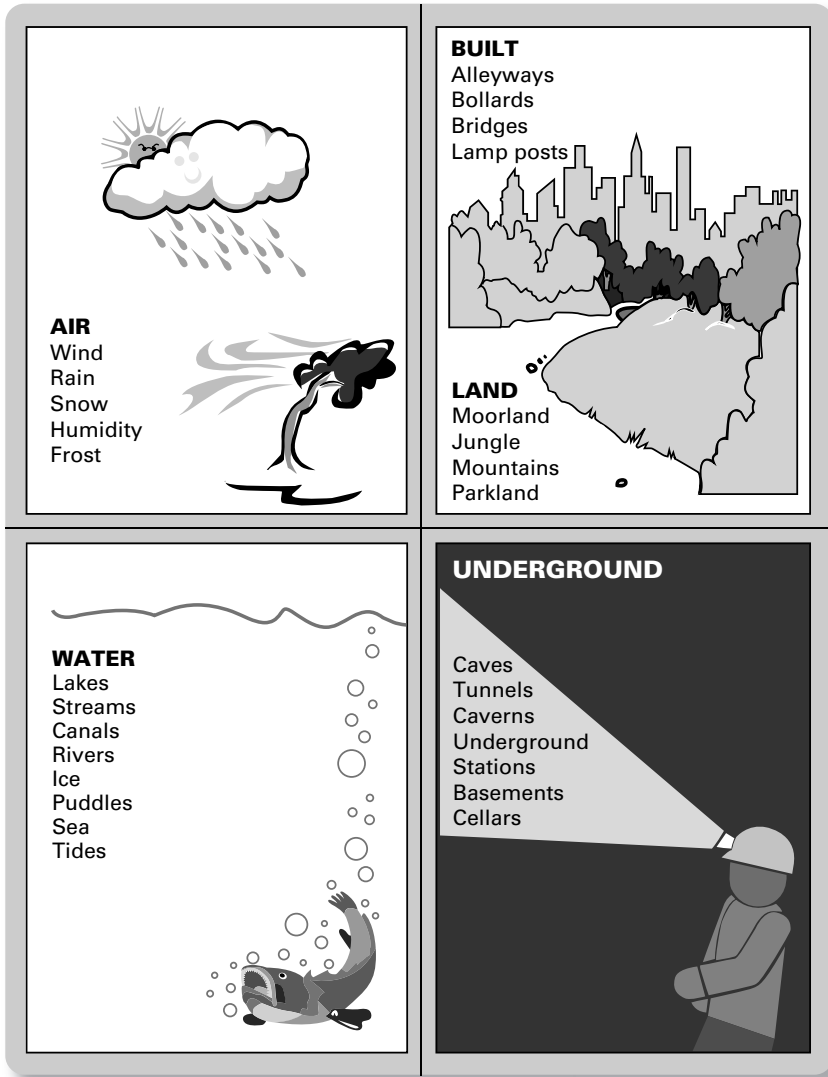 AIR
Wind
Rain
Snow
Humidity
Frost
BUILT
Alleyways
Bollards
Bridges
Lamp posts
LAND
Moorland
Jungle
Mountains
Parkland
WATER
Lakes
Streams
Canals
Rivers
Ice
Puddles
Sea
Tides
UNDERGROUND
Caves
Tunnels
Caverns
Underground
Stations
Basements
Cellars